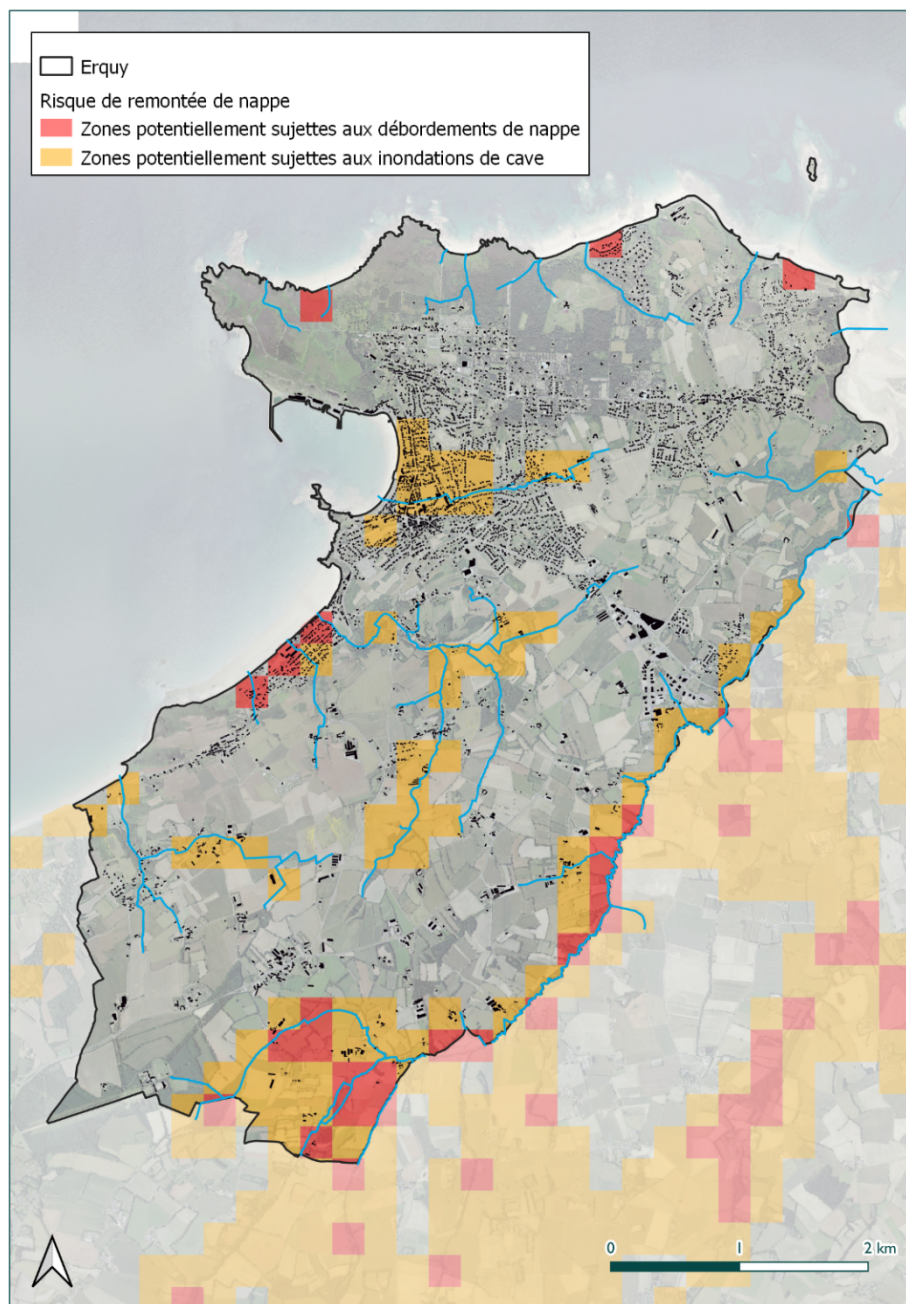 Erquy
Risque de remontée de nappe
Zones potentiellement sujettes aux débordements de nappe
Zones potentiellement sujettes aux inondations de cave
0 1 2 km